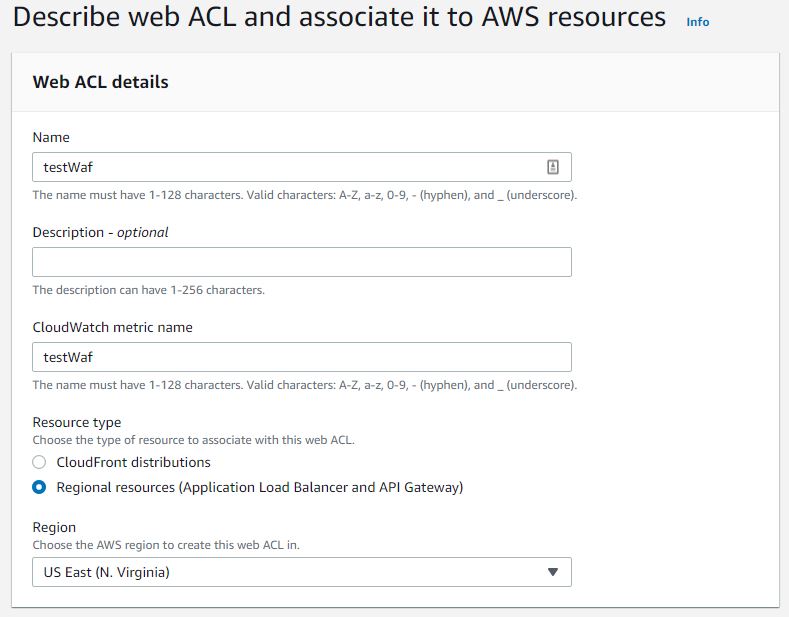 Describe web ACL and associate it to AWS resources Info
Web ACL details
Name
testWaf
The name must have 1-128 characters. Valid characters: A-Z, a-z, 0-9, - (hyphen), and _ (underscore).
Description - optional
The description can have 1-256 characters.
CloudWatch metric name
testWaf
The name must have 1-128 characters. Valid characters: A-Z, a-z, 0-9, - (hyphen), and _ (underscore).
Resource type
Choose the type of resource to associate with this web ACL.
CloudFront distributions
Regional resources (Application Load Balancer and API Gateway)
Region
Choose the AWS region to create this web ACL in.
US East (N. Virginia)